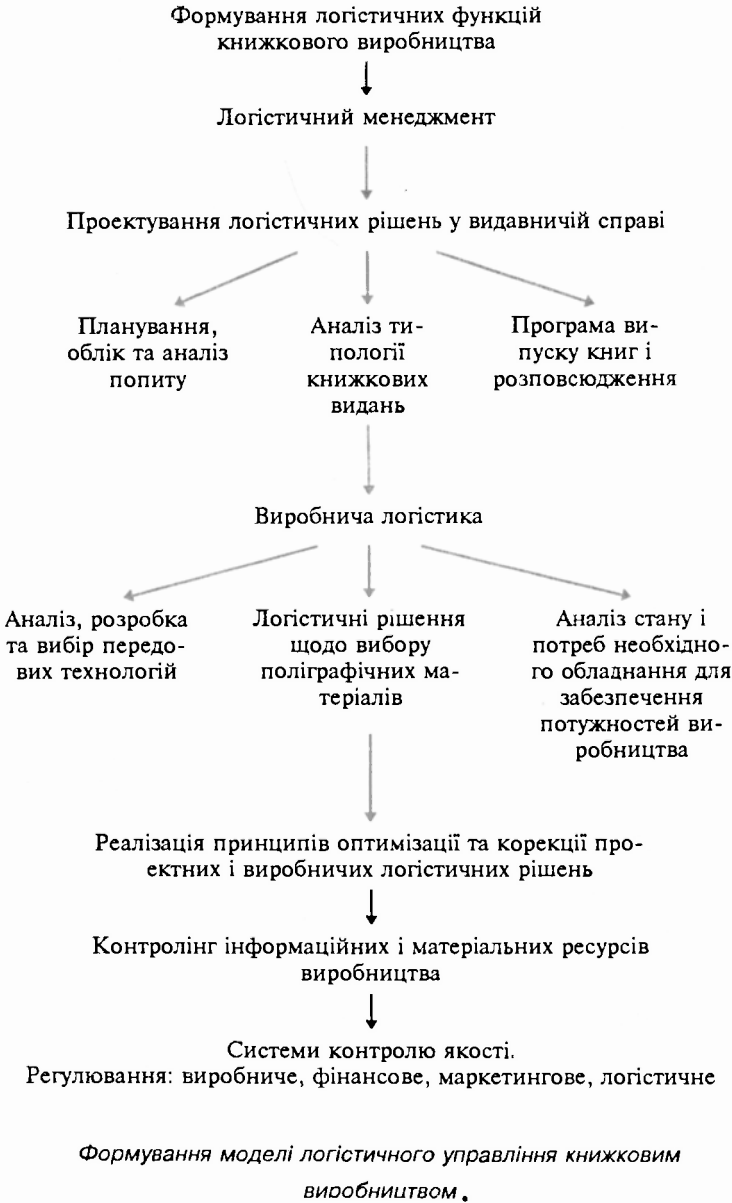 Формування логістичних функцій
книжкового виробництва
Логістичний менеджмент
Проектування логістичних рішень у видавничій справі
Планування,
облік та аналіз
попиту
Аналіз ти-
пології
книжкових
видань
Програма ви-
пуску книг і
розповсюдження
Виробнича логістика
Аналіз, розробка
та вибір передо-
вих технологій
Логістичні рішення
щодо вибору
поліграфічних ма-
теріалів
Аналіз стану і
потреб необхідно-
го обладнання для
забезпечення
потужностей ви-
робництва
Реалізація принципів оптимізації та корекції про-
ектних і виробничих логістичних рішень
Контролінг інформаційних і матеріальних ресурсів
виробництва
Системи контролю якості.
Регулювання: виробниче, фінансове, маркетингове, логістичне
Формування моделі логістичного управління книжковим
виробництвом.